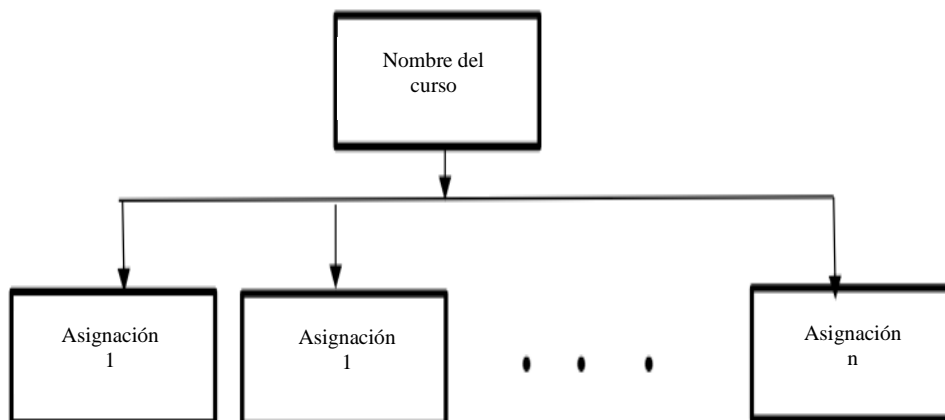 Nombre del
curso
Asignación
1
Asignación
1
Asignación
n